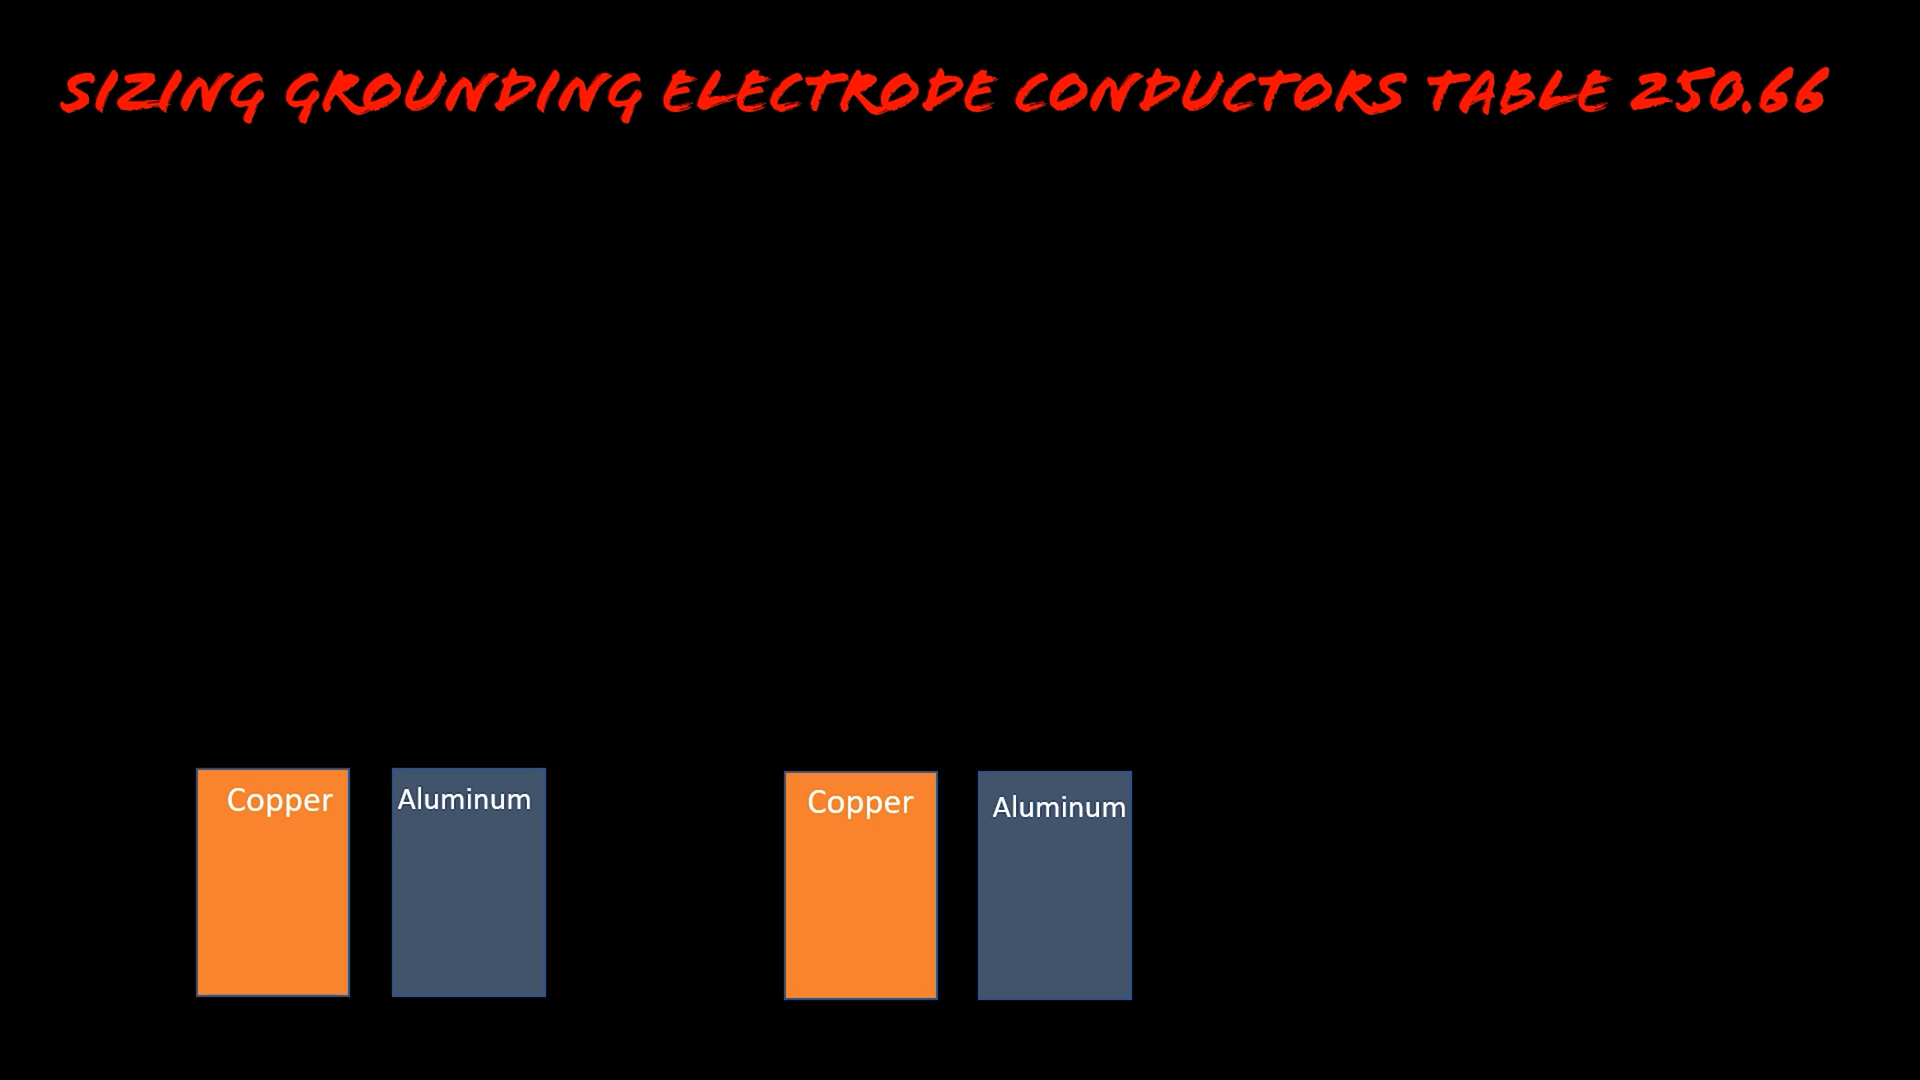 SIZING GROUNDING ELECTRODE CONDUCTORS TABLE 250.66
Copper
Aluminum
Copper
Aluminum